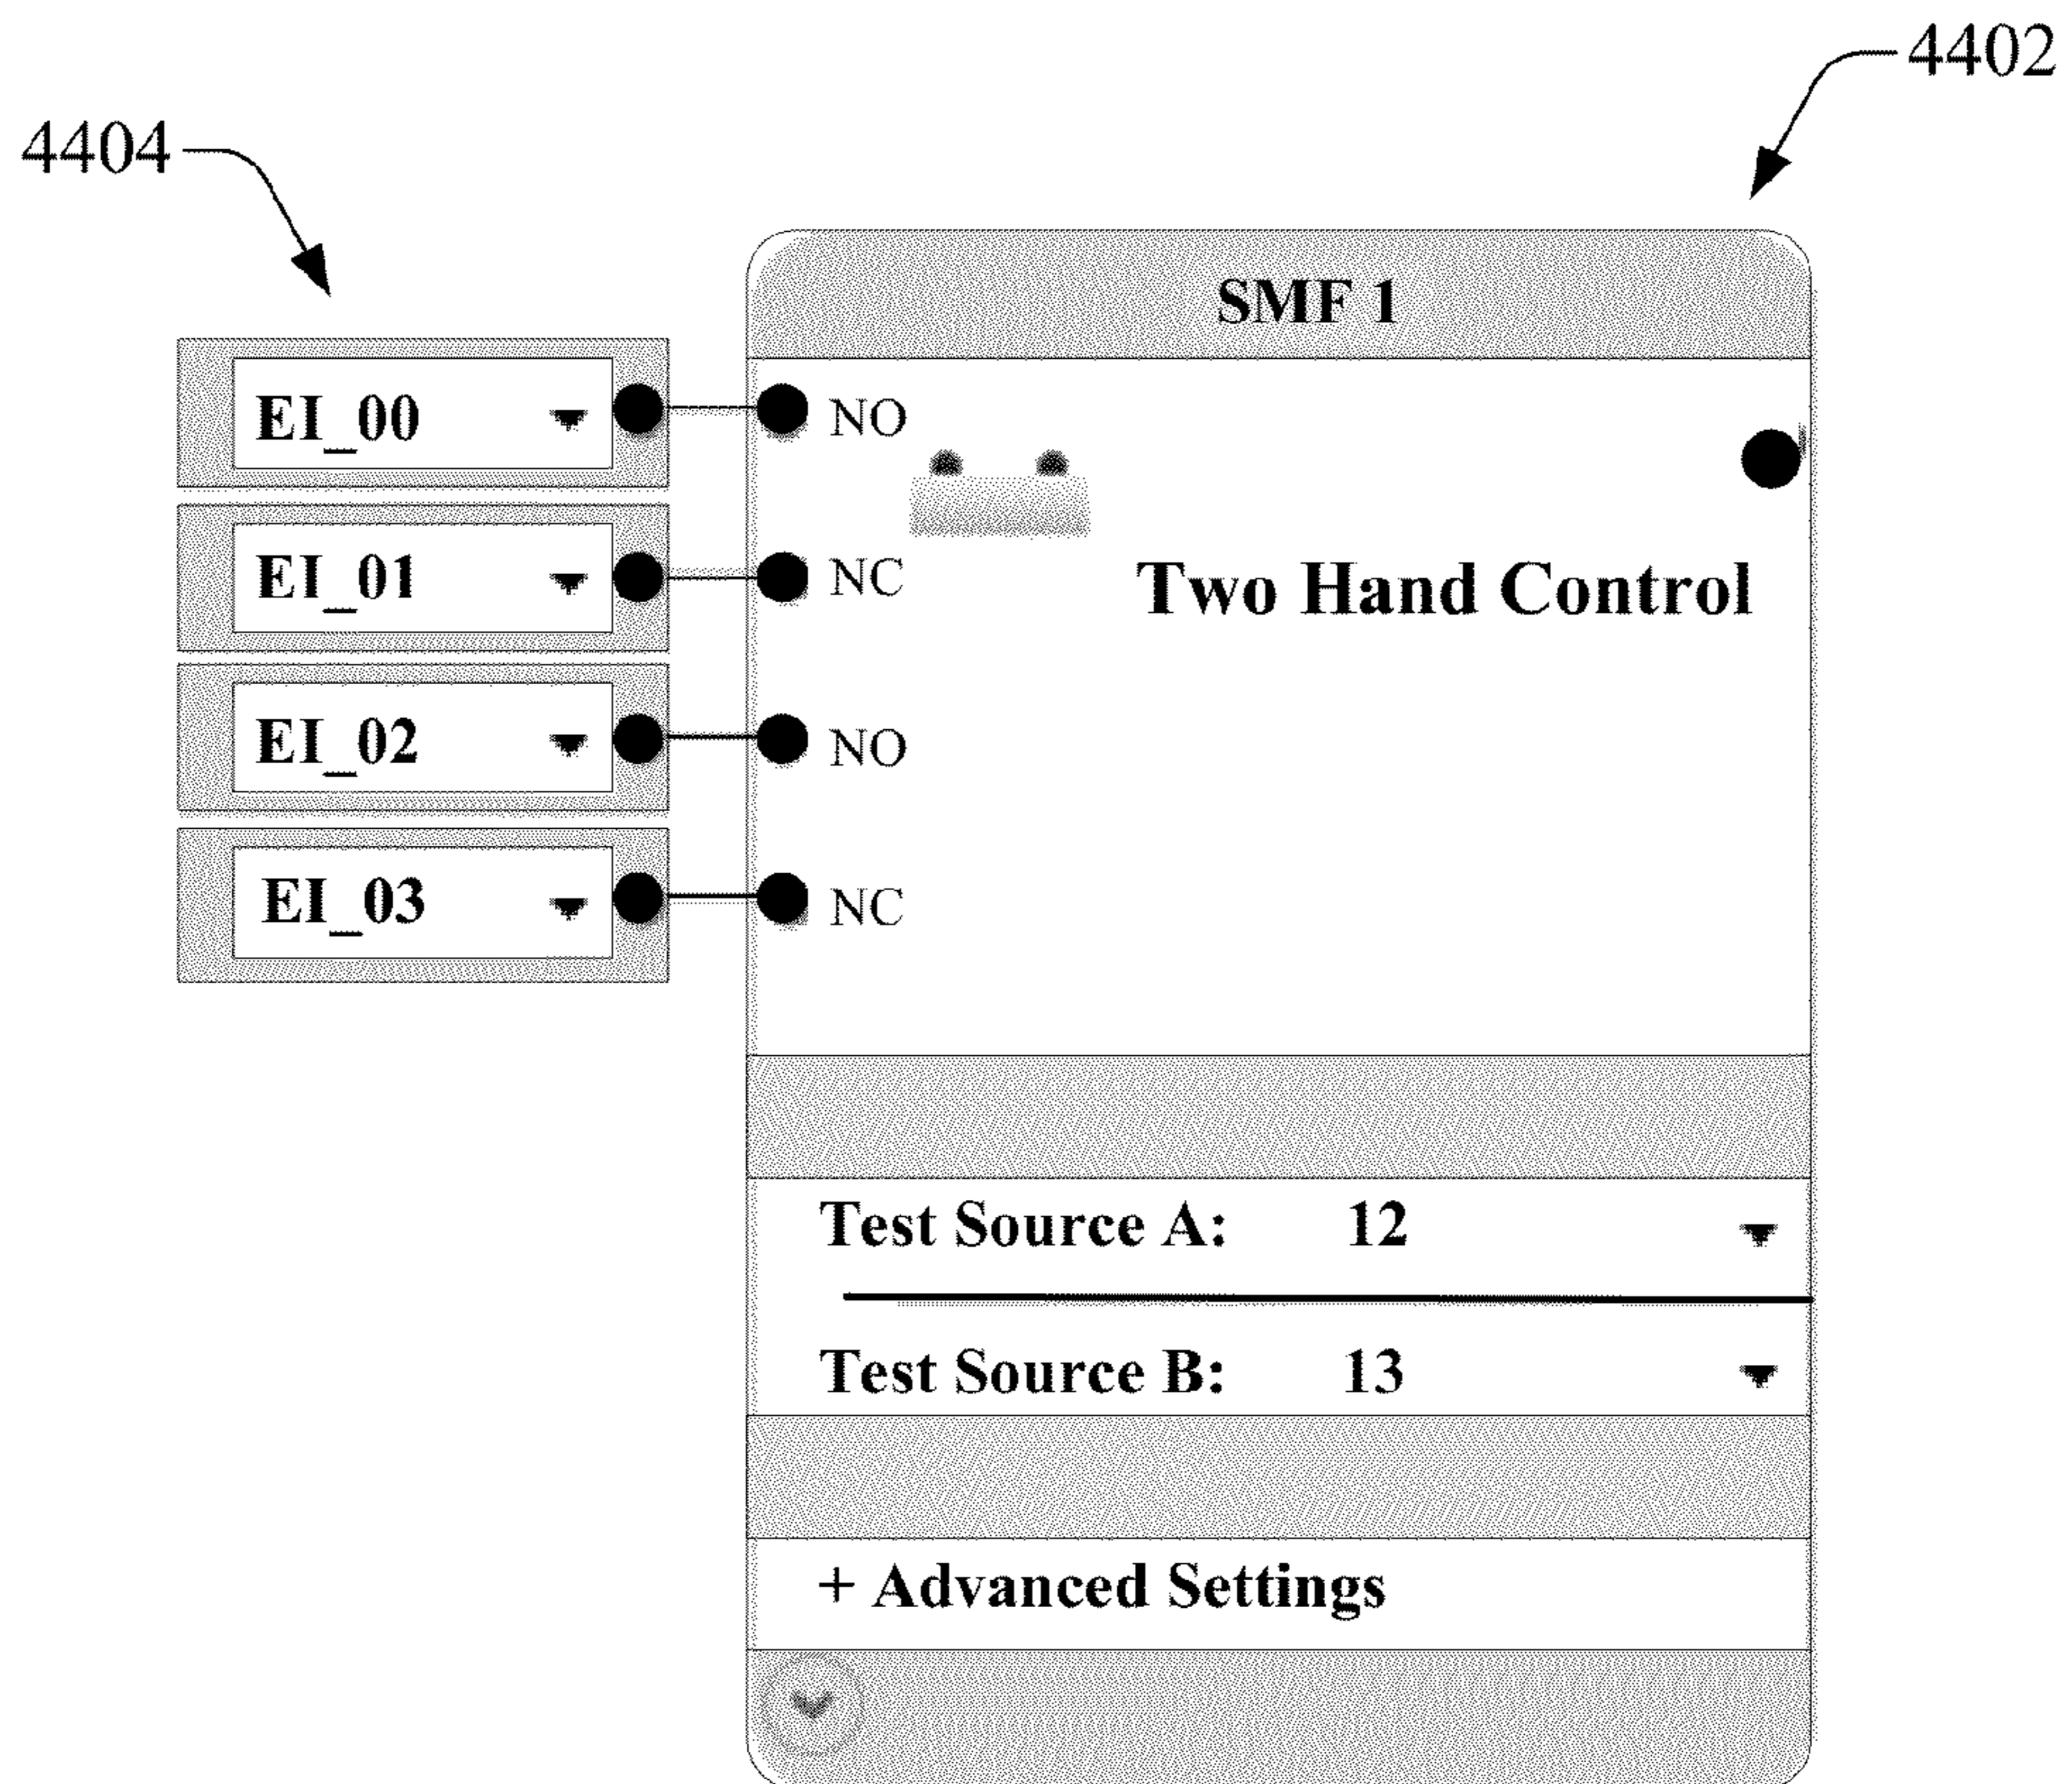 4402
4404
SMF 1
EI_00
NO
EI_01
NC
Two Hand Control
EI_02
NO
EI_03
NC
Test Source A: 12
Test Source B: 13
+ Advanced Settings